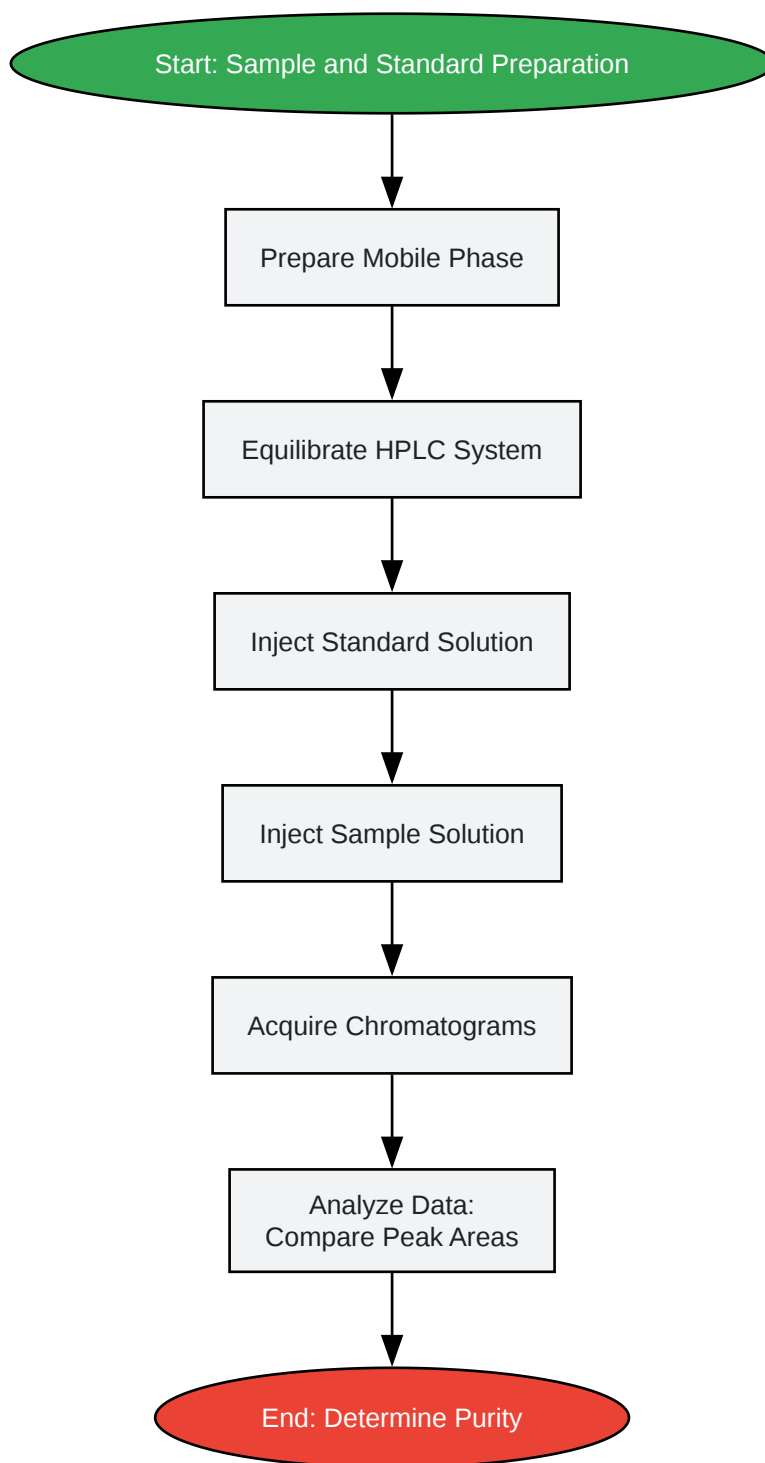 Start: Sample and Standard Preparation
Prepare Mobile Phase
Equilibrate HPLC System
Inject Standard Solution
Inject Sample Solution
Acquire Chromatograms
Analyze Data:
Compare Peak Areas
End: Determine Purity